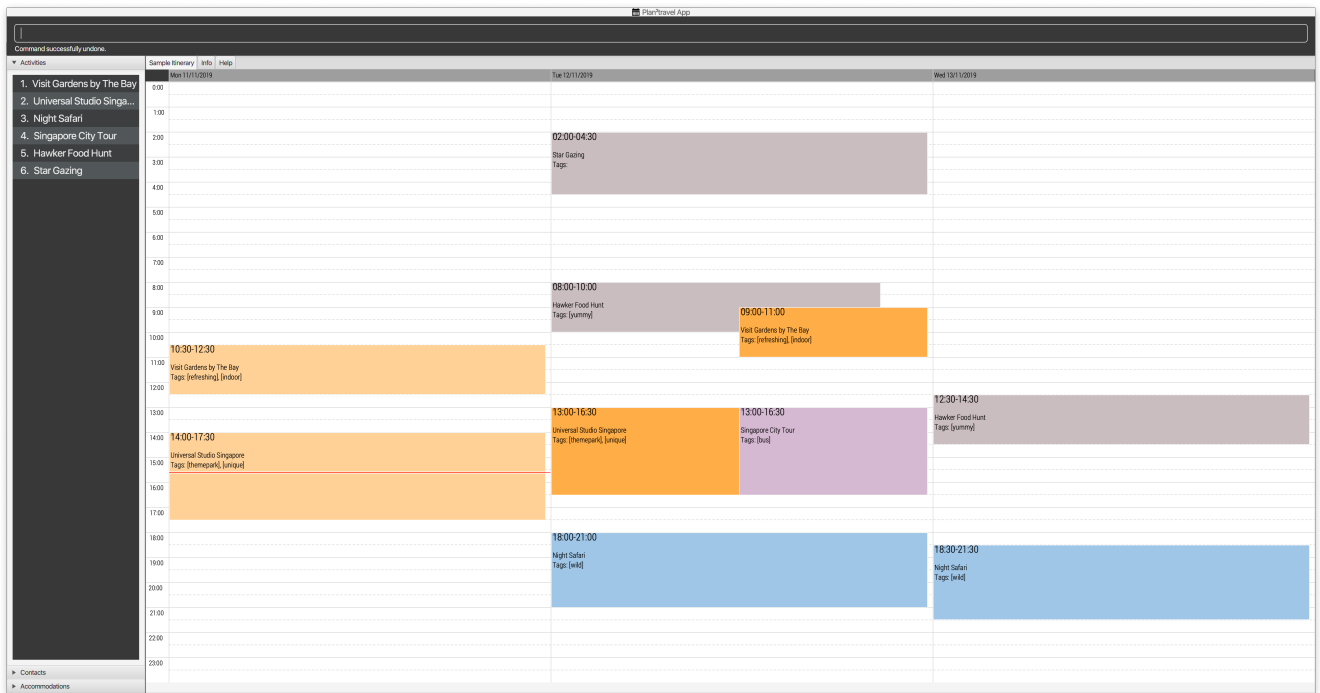 Plan²travel App
Command successfully undone.
Activities
1. Visit Gardens by The Bay
2. Universal Studio Singa...
3. Night Safari
4. Singapore City Tour
5. Hawker Food Hunt
6. Star Gazing
Contacts
Accommodations
Sample Itinerary Info Help
Mon 11/11/2019 Tue 12/11/2019 Wed 13/11/2019
0:00
1:00
2:00
3:00
4:00
5:00
6:00
7:00
8:00
9:00
10:00
11:00
12:00
13:00
14:00
15:00
16:00
17:00
18:00
19:00
20:00
21:00
22:00
23:00
10:30-12:30
Visit Gardens by The Bay
Tags: [refreshing], [indoor]
14:00-17:30
Universal Studio Singapore
Tags: [themepark], [unique]
02:00-04:30
Star Gazing
Tags:
08:00-10:00
Hawker Food Hunt
Tags: [yummy]
09:00-11:00
Visit Gardens by The Bay
Tags: [refreshing], [indoor]
13:00-16:30
Universal Studio Singapore
Tags: [themepark], [unique]
13:00-16:30
Singapore City Tour
Tags: [bus]
18:00-21:00
Night Safari
Tags: [wild]
12:30-14:30
Hawker Food Hunt
Tags: [yummy]
18:30-21:30
Night Safari
Tags: [wild]